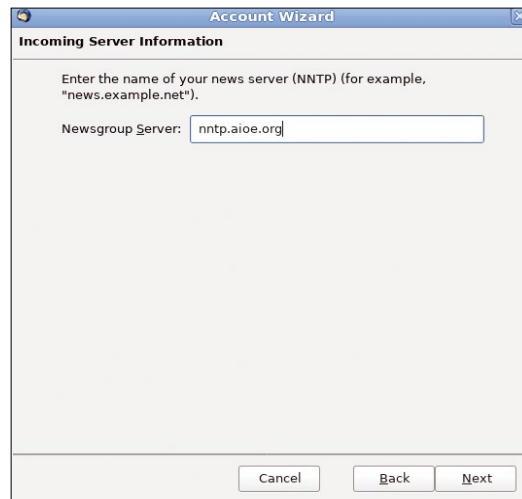 Account Wizard
Incoming Server Information
Enter the name of your news server (NNTP) (for example,
"news.example.net").
Newsgroup Server: nntp.aioe.org
Cancel Back Next